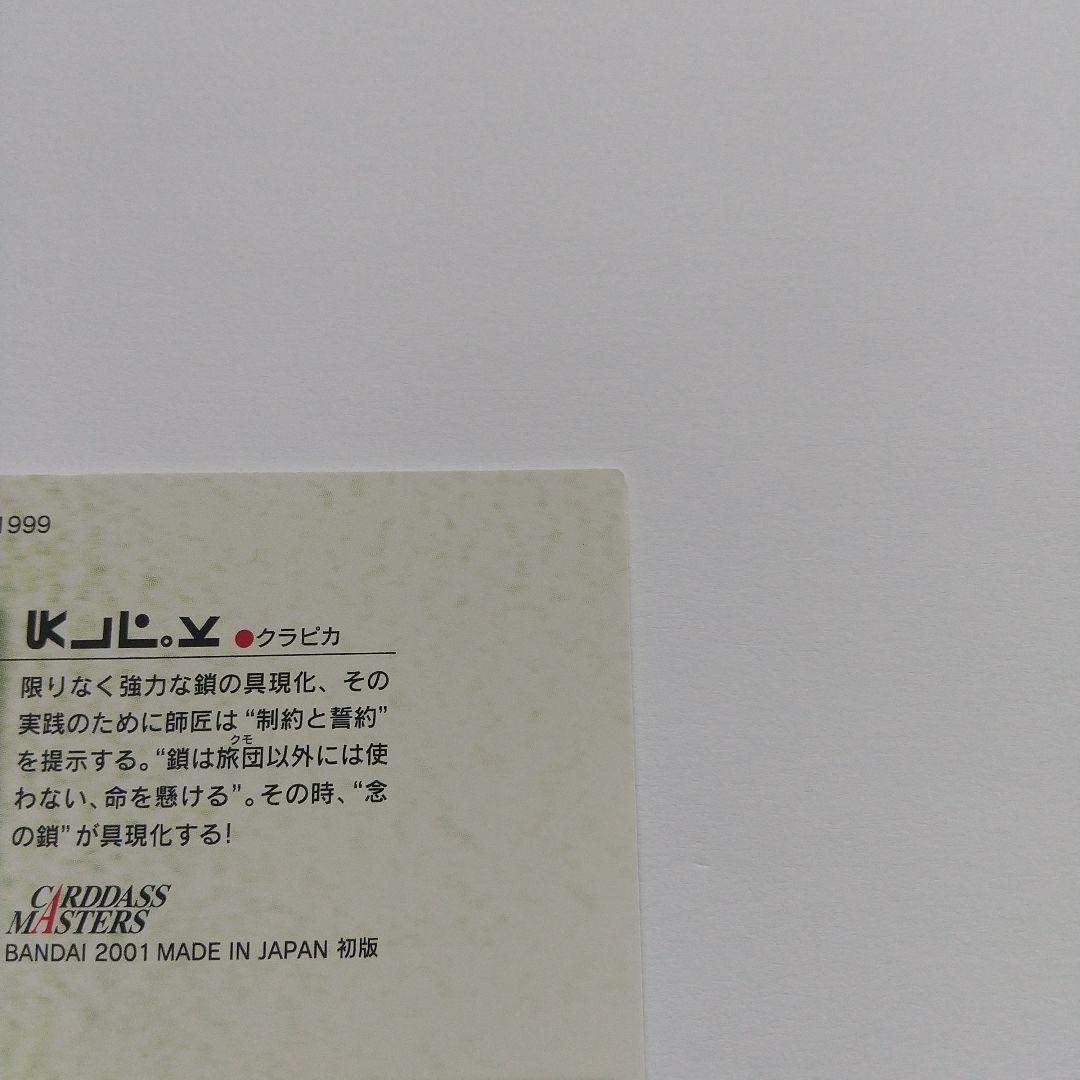 1999
●クラピカ
限りなく強力な鎖の具現化、その
実践のために師匠は“制約と誓約”
クモ
を提示する。“鎖は旅団以外には使
わない、命を懸ける”。その時、“念
の鎖”が具現化する!
CARDDASS
MASTERS
BANDAI 2001 MADE IN JAPAN 初版